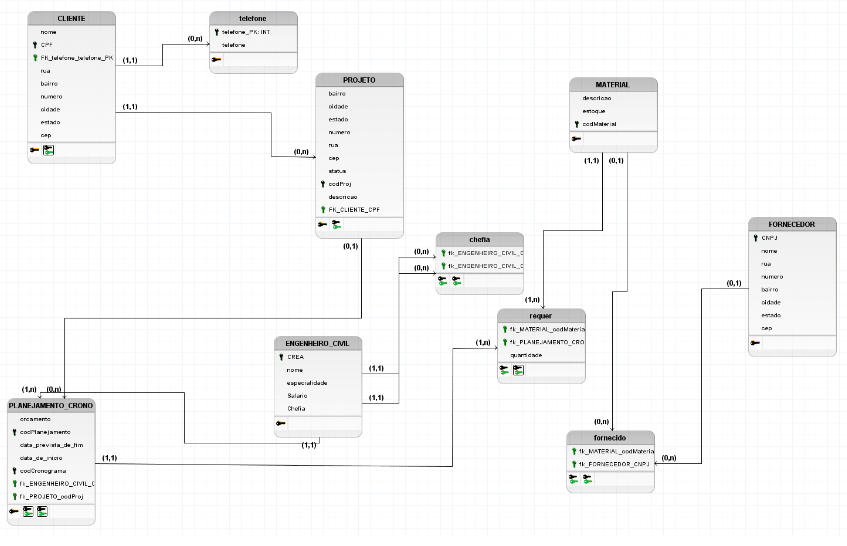 CLIENTE
nome
CPF
FK_telefone_telefone_PK
rua
bairro
numero
cidade
estado
cep
(1,1)
(0,n)
telefone
telefone_PK: INT
telefone
(1,1)
(0,n)
PROJETO
bairro
cidade
estado
numero
rua
cep
status
codProj
descricao
FK_CLIENTE_CPF
(0,1)
MATERIAL
descricao
estoque
codMaterial
(1,1)
(0,1)
FORNECEDOR
CNPJ
nome
rua
numero
bairro
cidade
estado
cep
(0,1)
chefia
fk_ENGENHEIRO_CIVIL_C
fk_ENGENHEIRO_CIVIL_C
(0,n)
(0,n)
(1,n)
requer
fk_MATERIAL_codMateria
fk_PLANEJAMENTO_CRO
quantidade
(1,n)
ENGENHEIRO_CIVIL
CREA
nome
especialidade
Salario
Chefia
(1,1)
(1,1)
(1,1)
(1,n)
(0,n)
PLANEJAMENTO_CRONO
orcamento
codPlanejamento
data_prevista_de_fim
data_de_inicio
codCronograma
fk_ENGENHEIRO_CIVIL_C
fk_PROJETO_codProj
(1,1)
(0,n)
fornecido
fk_MATERIAL_codMateria
fk_FORNECEDOR_CNPJ
(0,n)